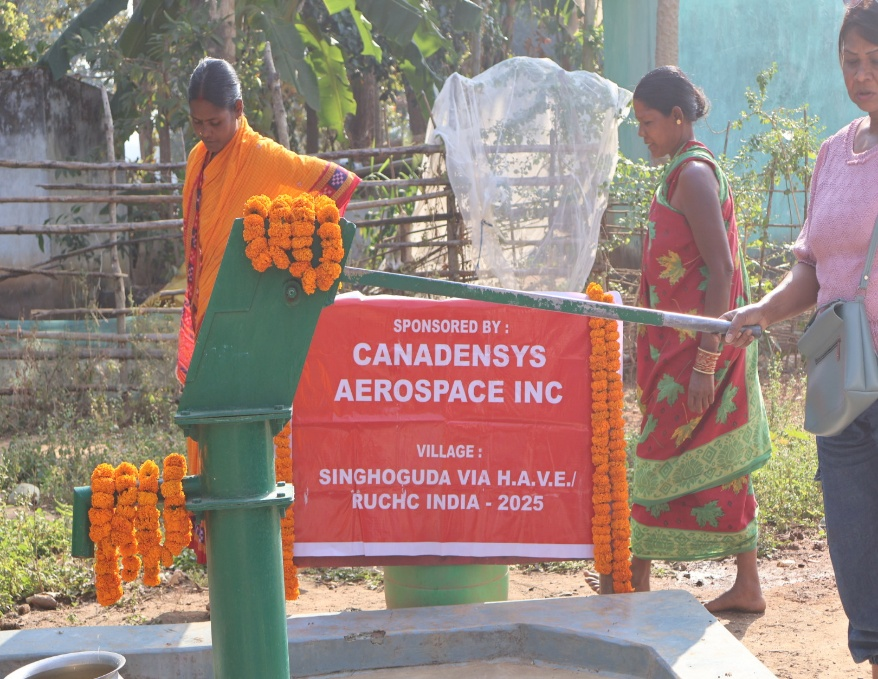 SPONSORED BY :
CANADENSYS
AEROSPACE INC
VILLAGE :
SINGHOGUDA VIA H.A.V.E./
RUCHC INDIA - 2025